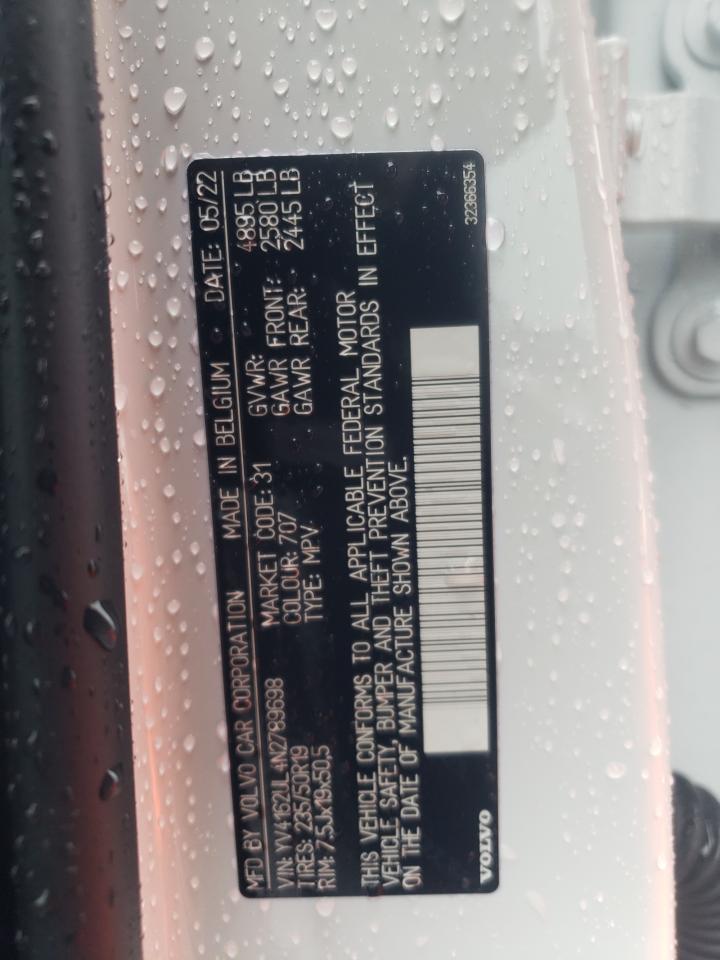 MFD BY VOLVO CAR CORPORATION MADE IN BELGIUM DATE: 05/22
VIN: YV4162UL4N2789698 MARKET CODE: 31 GVWR: 4895 LB
TIRES: 235/50R19 COLOUR: 707 GAWR FRONT: 2580 LB
RIM: 7.5Jx19x50.5 TYPE: MPV GAWR REAR: 2445 LB
THIS VEHICLE CONFORMS TO ALL APPLICABLE FEDERAL MOTOR
VEHICLE SAFETY, BUMPER AND THEFT PREVENTION STANDARDS IN EFFECT
ON THE DATE OF MANUFACTURE SHOWN ABOVE.
VOLVO 32366354